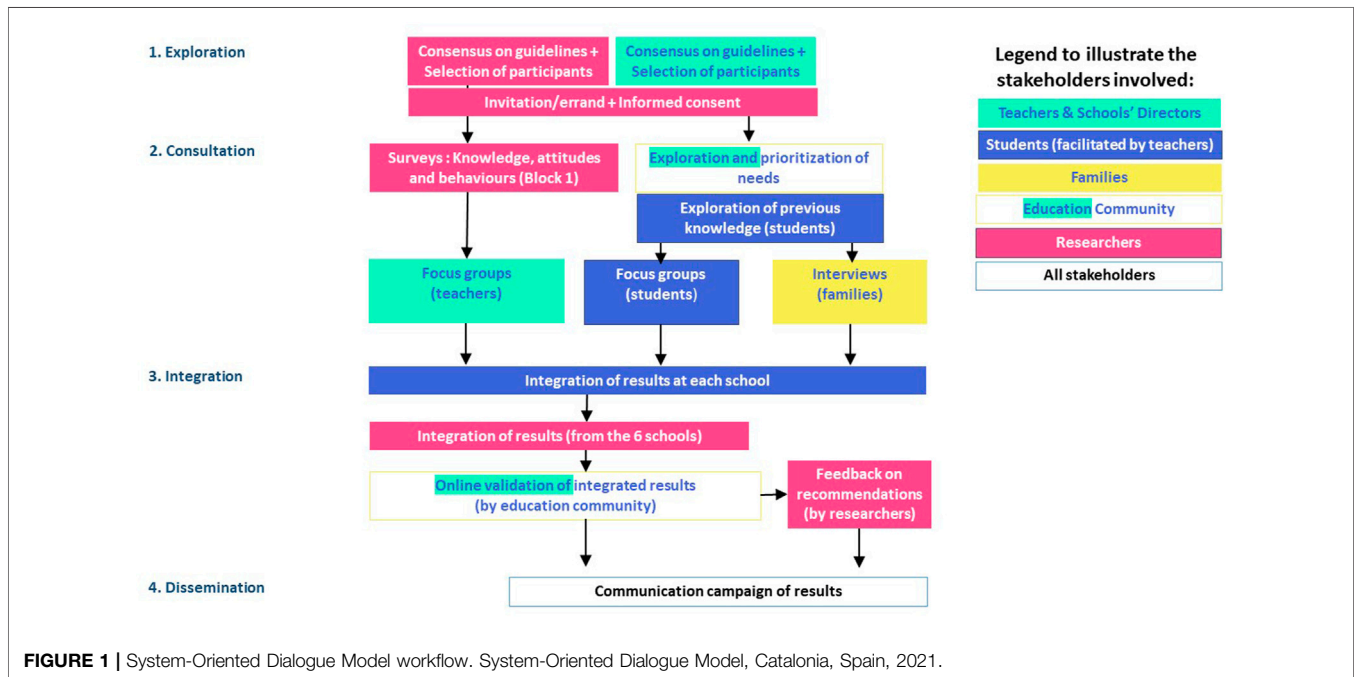 1. Exploration
Consensus on guidelines +
Selection of participants
Consensus on guidelines +
Selection of participants
Invitation/errand + Informed consent
2. Consultation
Surveys : Knowledge, attitudes
and behaviours (Block 1)
Exploration and prioritization of
needs
Exploration of previous
knowledge (students)
Focus groups
(teachers)
Focus groups
(students)
Interviews
(families)
3. Integration
Integration of results at each school
Integration of results (from the 6 schools)
Online validation of integrated results
(by education community)
Feedback on
recommendations
(by researchers)
4. Dissemination
Communication campaign of results
Legend to illustrate the
stakeholders involved:
Teachers & Schools' Directors
Students (facilitated by teachers)
Families
Education Community
Researchers
All stakeholders
FIGURE 1 | System-Oriented Dialogue Model workflow. System-Oriented Dialogue Model, Catalonia, Spain, 2021.